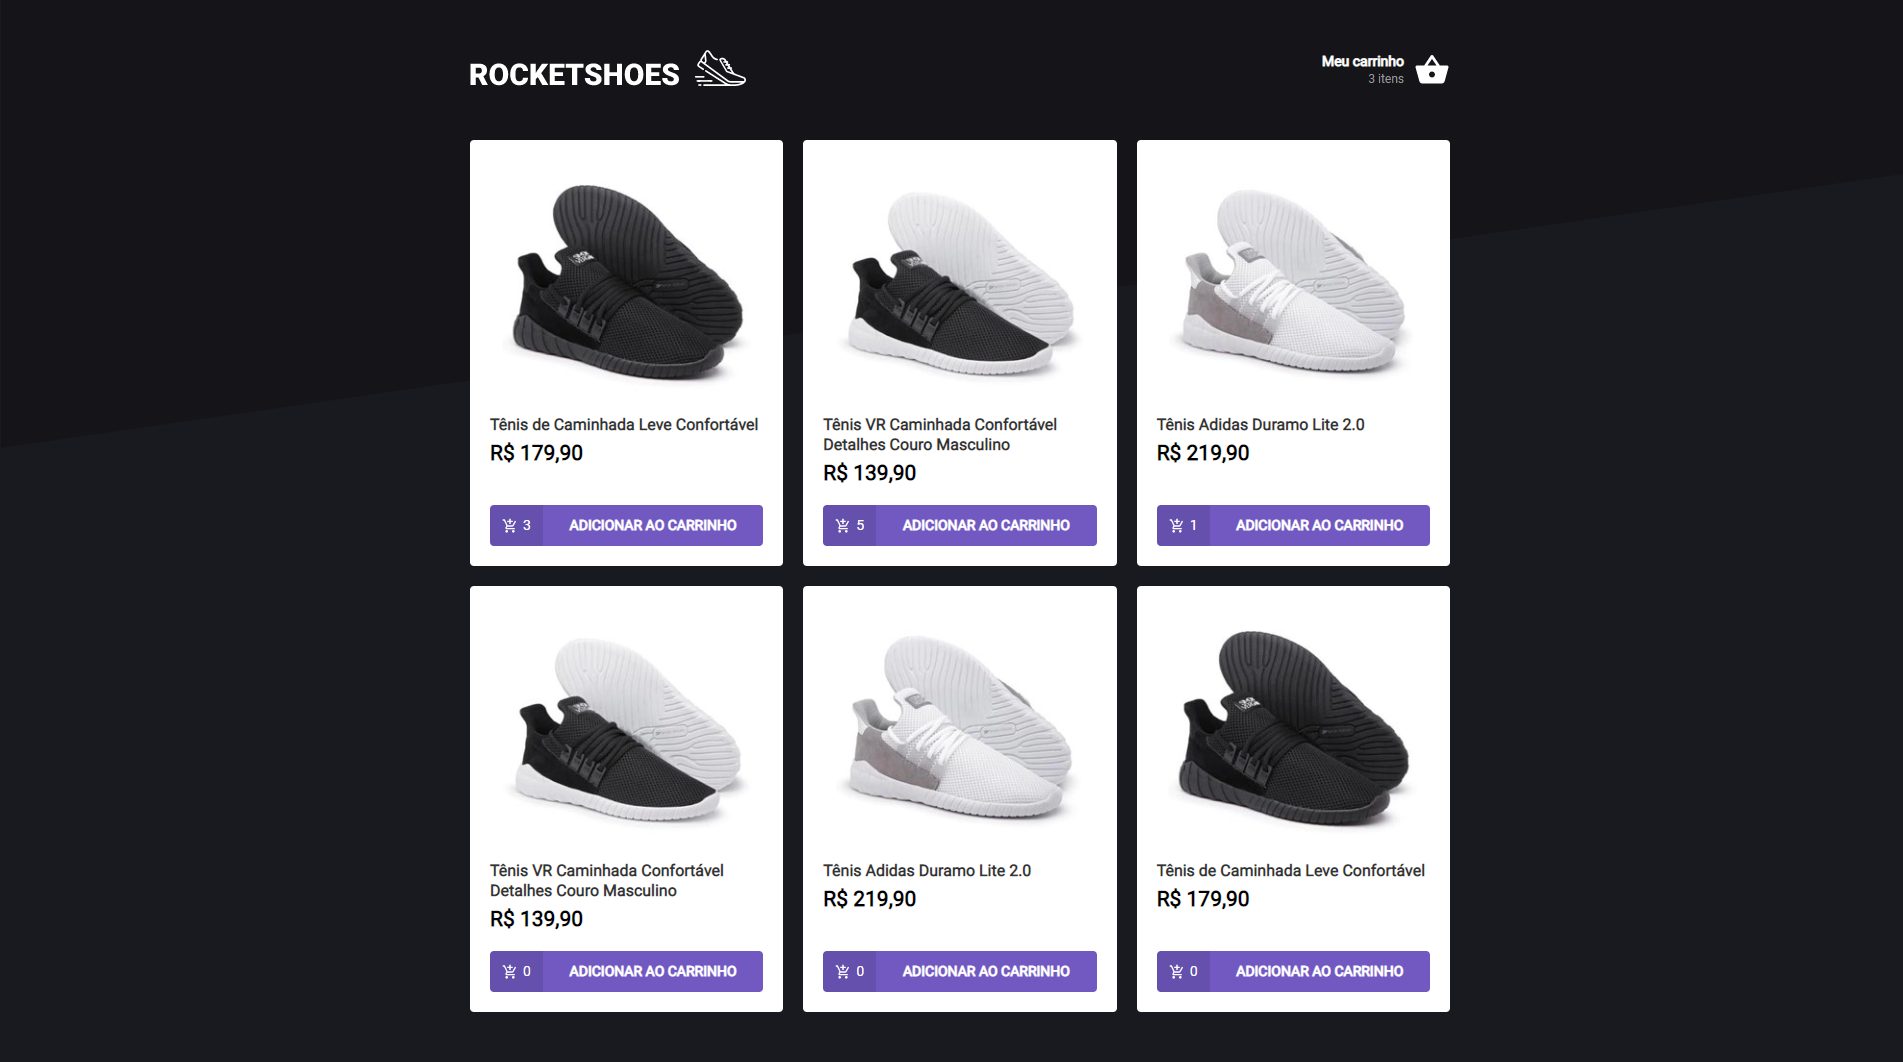 ROCKETSHOES
Meu carrinho
3 itens
Tênis de Caminhada Leve Confortável
R$ 179,90
3 ADICIONAR AO CARRINHO
Tênis VR Caminhada Confortável
Detalhes Couro Masculino
R$ 139,90
5 ADICIONAR AO CARRINHO
Tênis Adidas Duramo Lite 2.0
R$ 219,90
1 ADICIONAR AO CARRINHO
Tênis VR Caminhada Confortável
Detalhes Couro Masculino
R$ 139,90
0 ADICIONAR AO CARRINHO
Tênis Adidas Duramo Lite 2.0
R$ 219,90
0 ADICIONAR AO CARRINHO
Tênis de Caminhada Leve Confortável
R$ 179,90
0 ADICIONAR AO CARRINHO